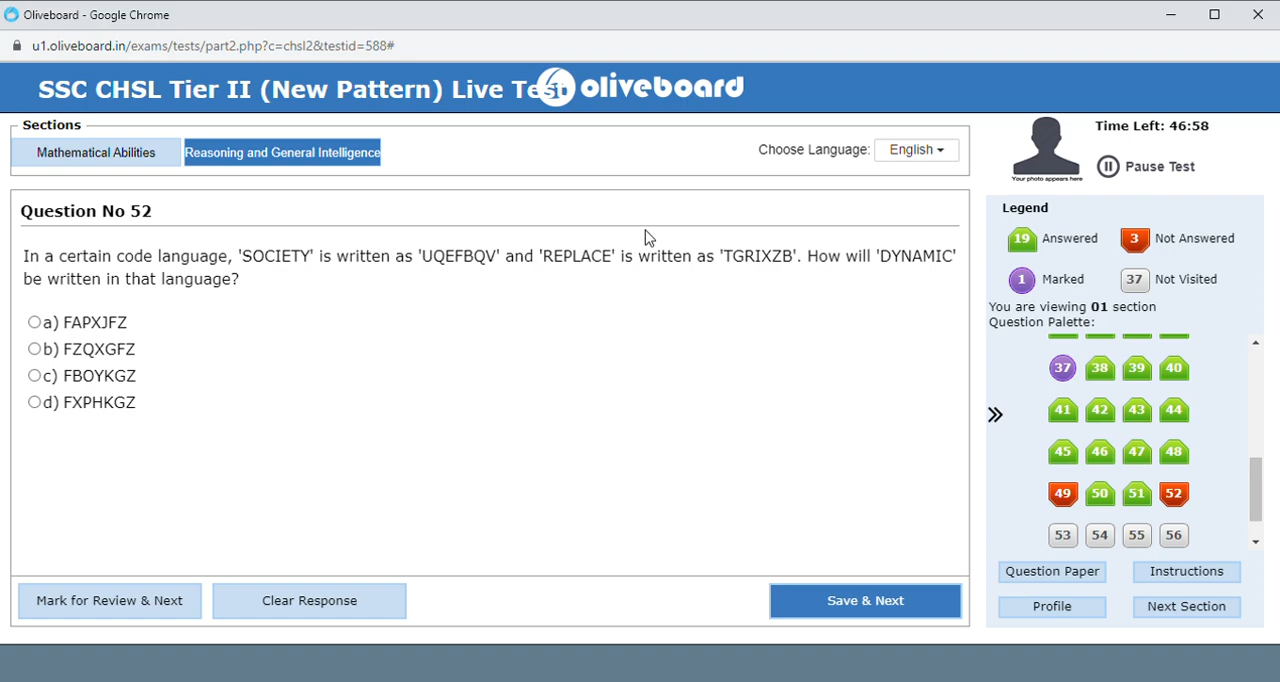 Oliveboard - Google Chrome
u1.oliveboard.in/exams/tests/part2.php?c=chsl2&testid=588#
SSC CHSL Tier II (New Pattern) Live Test
oliveboard
Sections
Mathematical Abilities
Reasoning and General Intelligence
Choose Language: English
Your photo appears here
Time Left: 46:58
Pause Test
Question No 52
In a certain code language, 'SOCIETY' is written as 'UQEFBQV' and 'REPLACE' is written as 'TGRIXZB'. How will 'DYNAMIC'
be written in that language?
a) FAPXJFZ
b) FZQXGFZ
c) FBOYKGZ
d) FXPHKGZ
Mark for Review & Next
Clear Response
Save & Next
Legend
19 Answered
3 Not Answered
1 Marked
37 Not Visited
You are viewing 01 section
Question Palette:
37 38 39 40
41 42 43 44
45 46 47 48
49 50 51 52
53 54 55 56
Question Paper
Instructions
Profile
Next Section